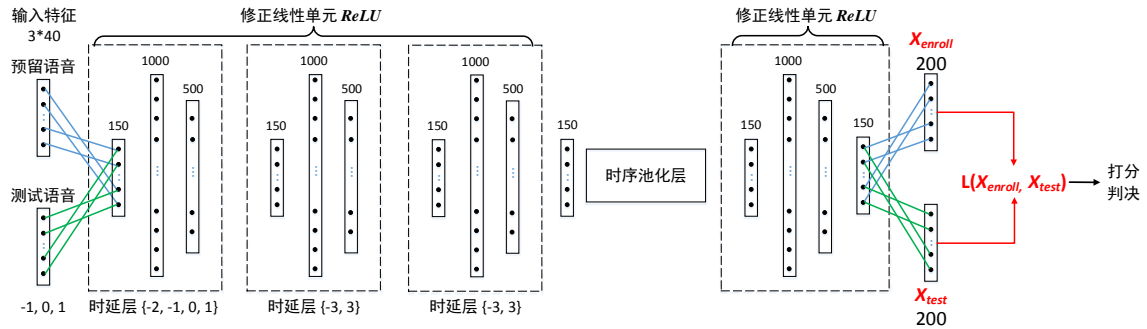 输入特征
3*40
预留语音
测试语音
-1, 0, 1
修正线性单元 ReLU
150
1000
500
时延层 {-2, -1, 0, 1}
150
1000
500
时延层 {-3, 3}
150
1000
500
时延层 {-3, 3}
150
时序池化层
修正线性单元 ReLU
150
1000
500
150
X_enroll
200
X_test
200
L(X_enroll, X_test)
打分
判决